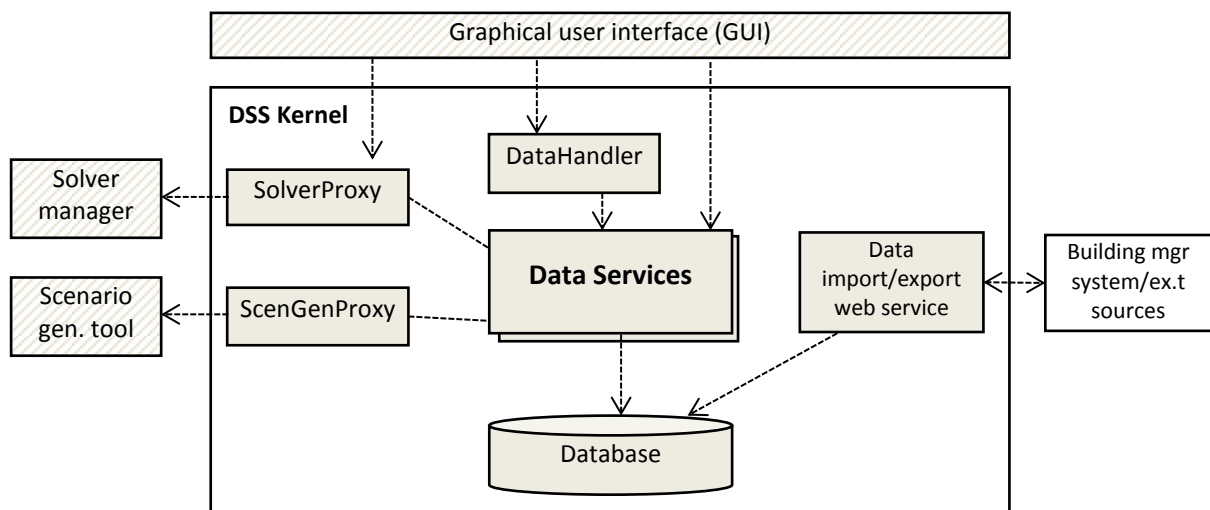 Graphical user interface (GUI)
DSS Kernel
DataHandler
Solver
manager
SolverProxy
Data Services
Data
import/export
web service
Building mgr
system/ex.t
sources
Scenario
gen. tool
ScenGenProxy
Database